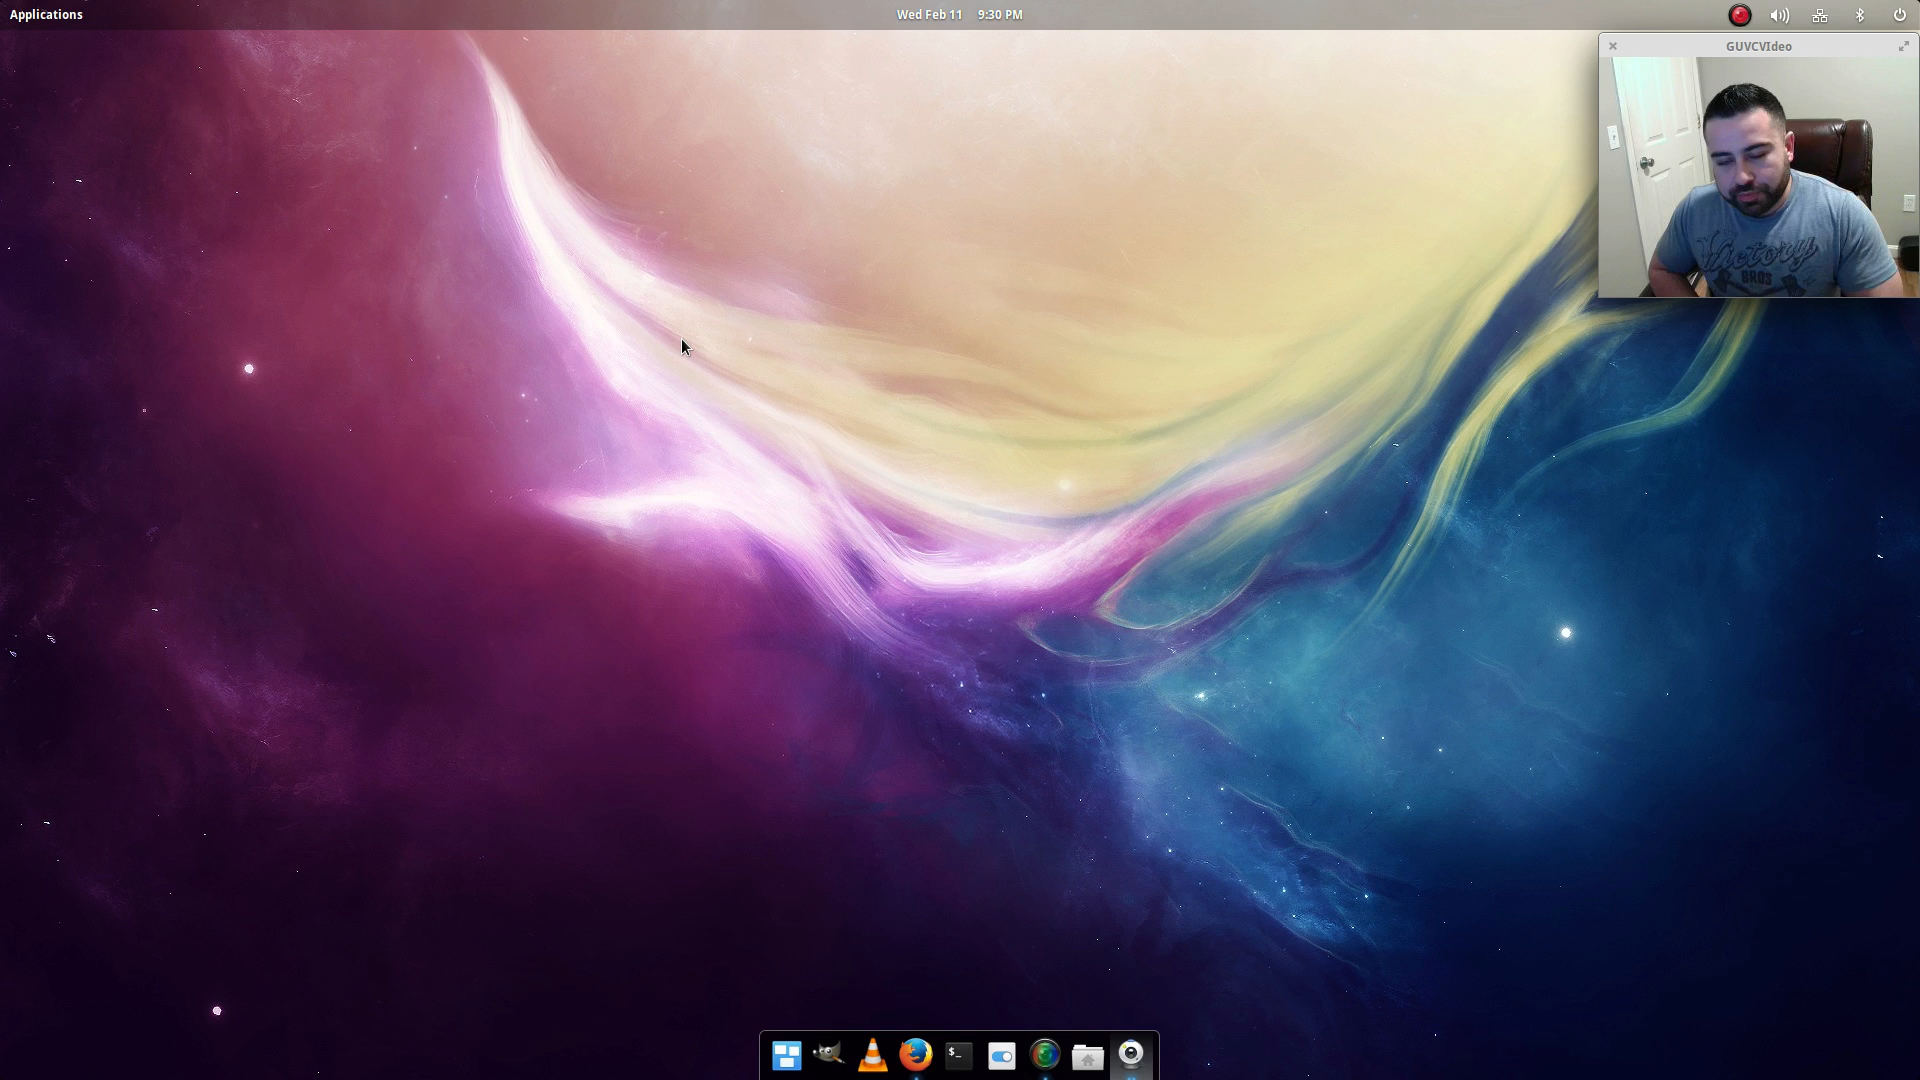 Applications
Wed Feb 11 9:30 PM
GUVCVIdeo
Victory
BROS
$_